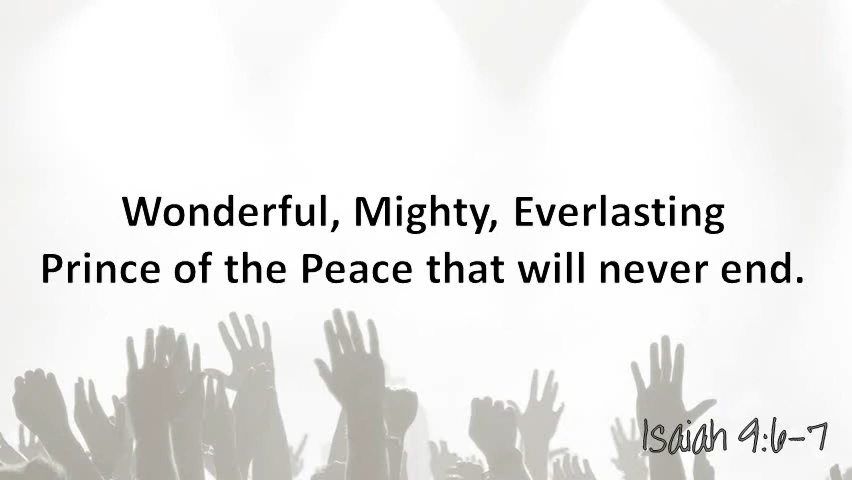 Wonderful, Mighty, Everlasting
Prince of the Peace that will never end.
Isaiah 9:6-7